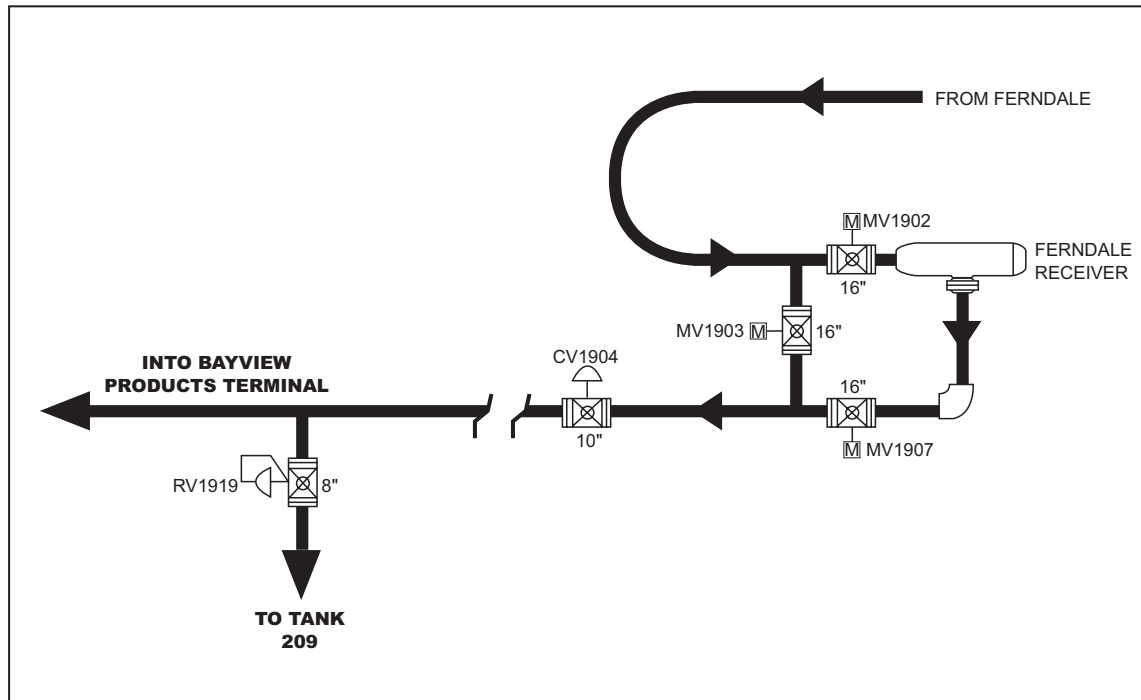 FROM FERNDALE
M MV1902
FERNDALE
RECEIVER
16"
MV1903 M
16"
CV1904
INTO BAYVIEW
PRODUCTS TERMINAL
16"
10"
M MV1907
RV1919
8"
TO TANK
209